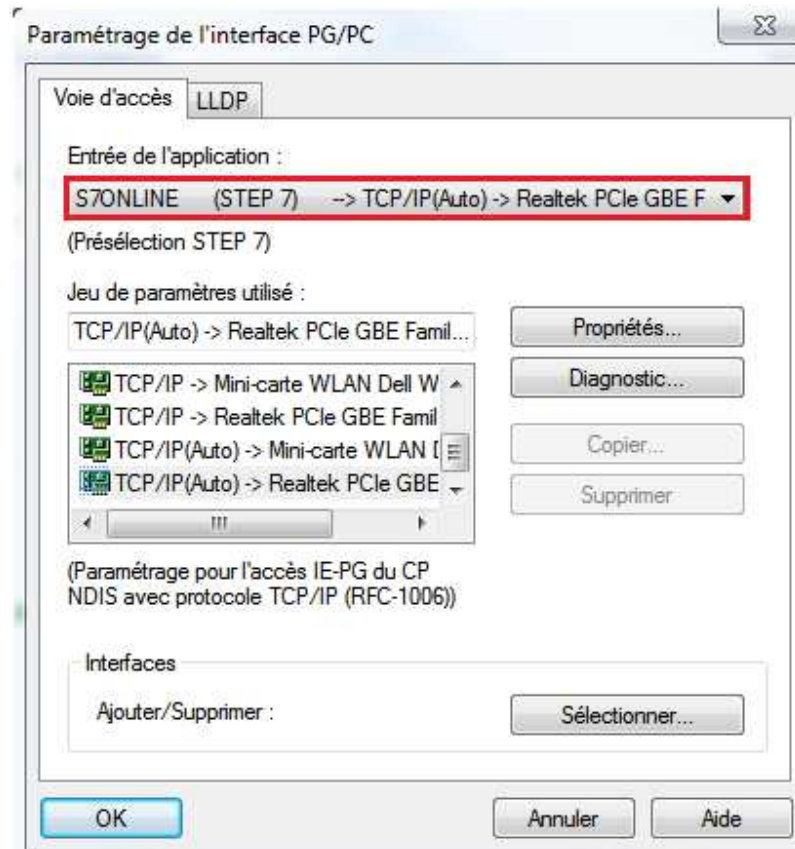 Paramétrage de l'interface PG/PC
Voie d'accès
LLDP
Entrée de l'application :
S7ONLINE (STEP 7) --> TCP/IP(Auto) -> Realtek PCIe GBE F
(Présélection STEP 7)
Jeu de paramètres utilisé :
TCP/IP(Auto) -> Realtek PCIe GBE Famil...
Propriétés...
TCP/IP -> Mini-carte WLAN Dell W
Diagnostic...
TCP/IP -> Realtek PCIe GBE Famil
TCP/IP(Auto) -> Mini-carte WLAN D
Copier...
TCP/IP(Auto) -> Realtek PCIe GBE
Supprimer
(Paramétrage pour l'accès IE-PG du CP
NDIS avec protocole TCP/IP (RFC-1006))
Interfaces
Ajouter/Supprimer :
Sélectionner...
OK
Annuler
Aide